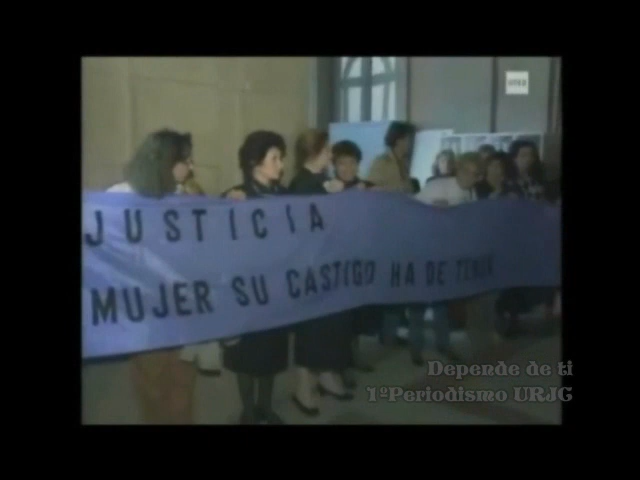 JUSTICIA
MUJER SU CASTIGO HA DE TENER
Depende de ti
1ºPeriodismo URJC